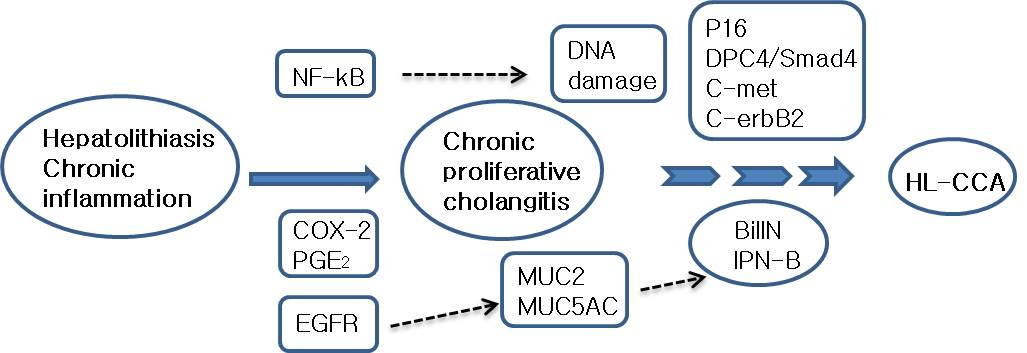 Hepatolithiasis
Chronic
inflammation
NF-kB
COX-2
PGE2
EGFR
DNA
damage
Chronic
proliferative
cholangitis
MUC2
MUC5AC
P16
DPC4/Smad4
C-met
C-erbB2
BilIN
IPN-B
HL-CCA